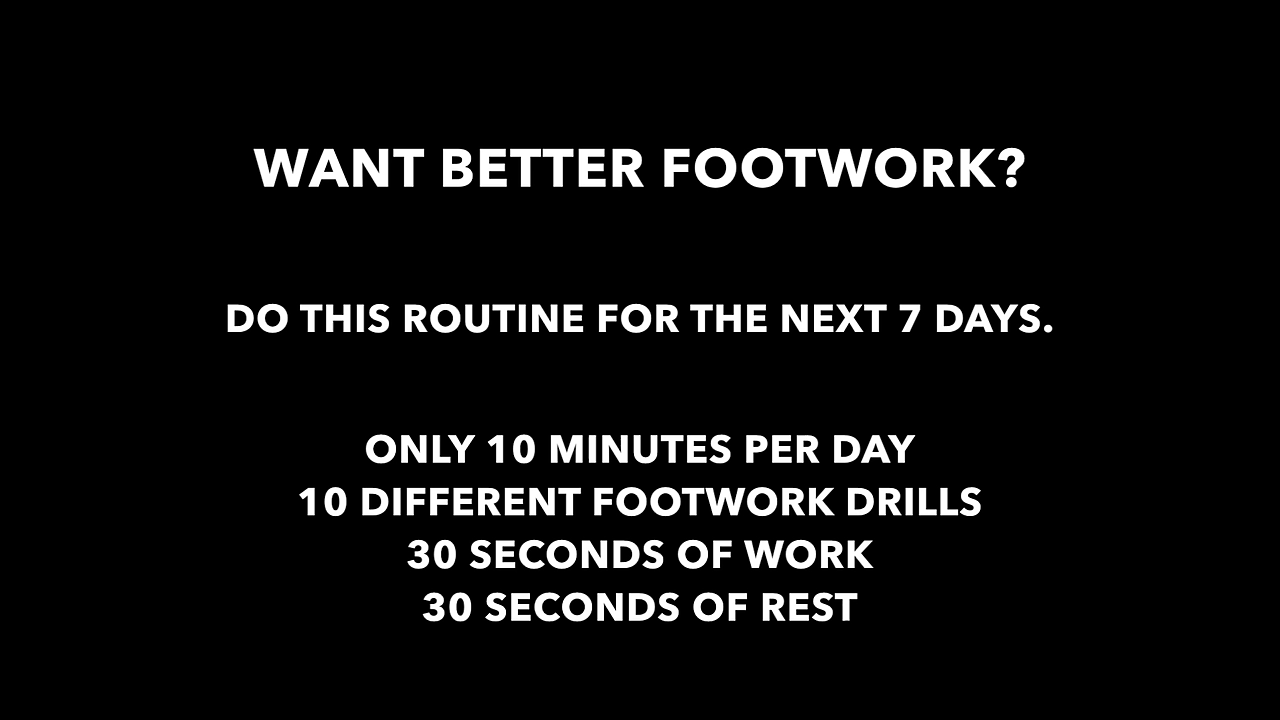 WANT BETTER FOOTWORK?
DO THIS ROUTINE FOR THE NEXT 7 DAYS.
ONLY 10 MINUTES PER DAY
10 DIFFERENT FOOTWORK DRILLS
30 SECONDS OF WORK
30 SECONDS OF REST